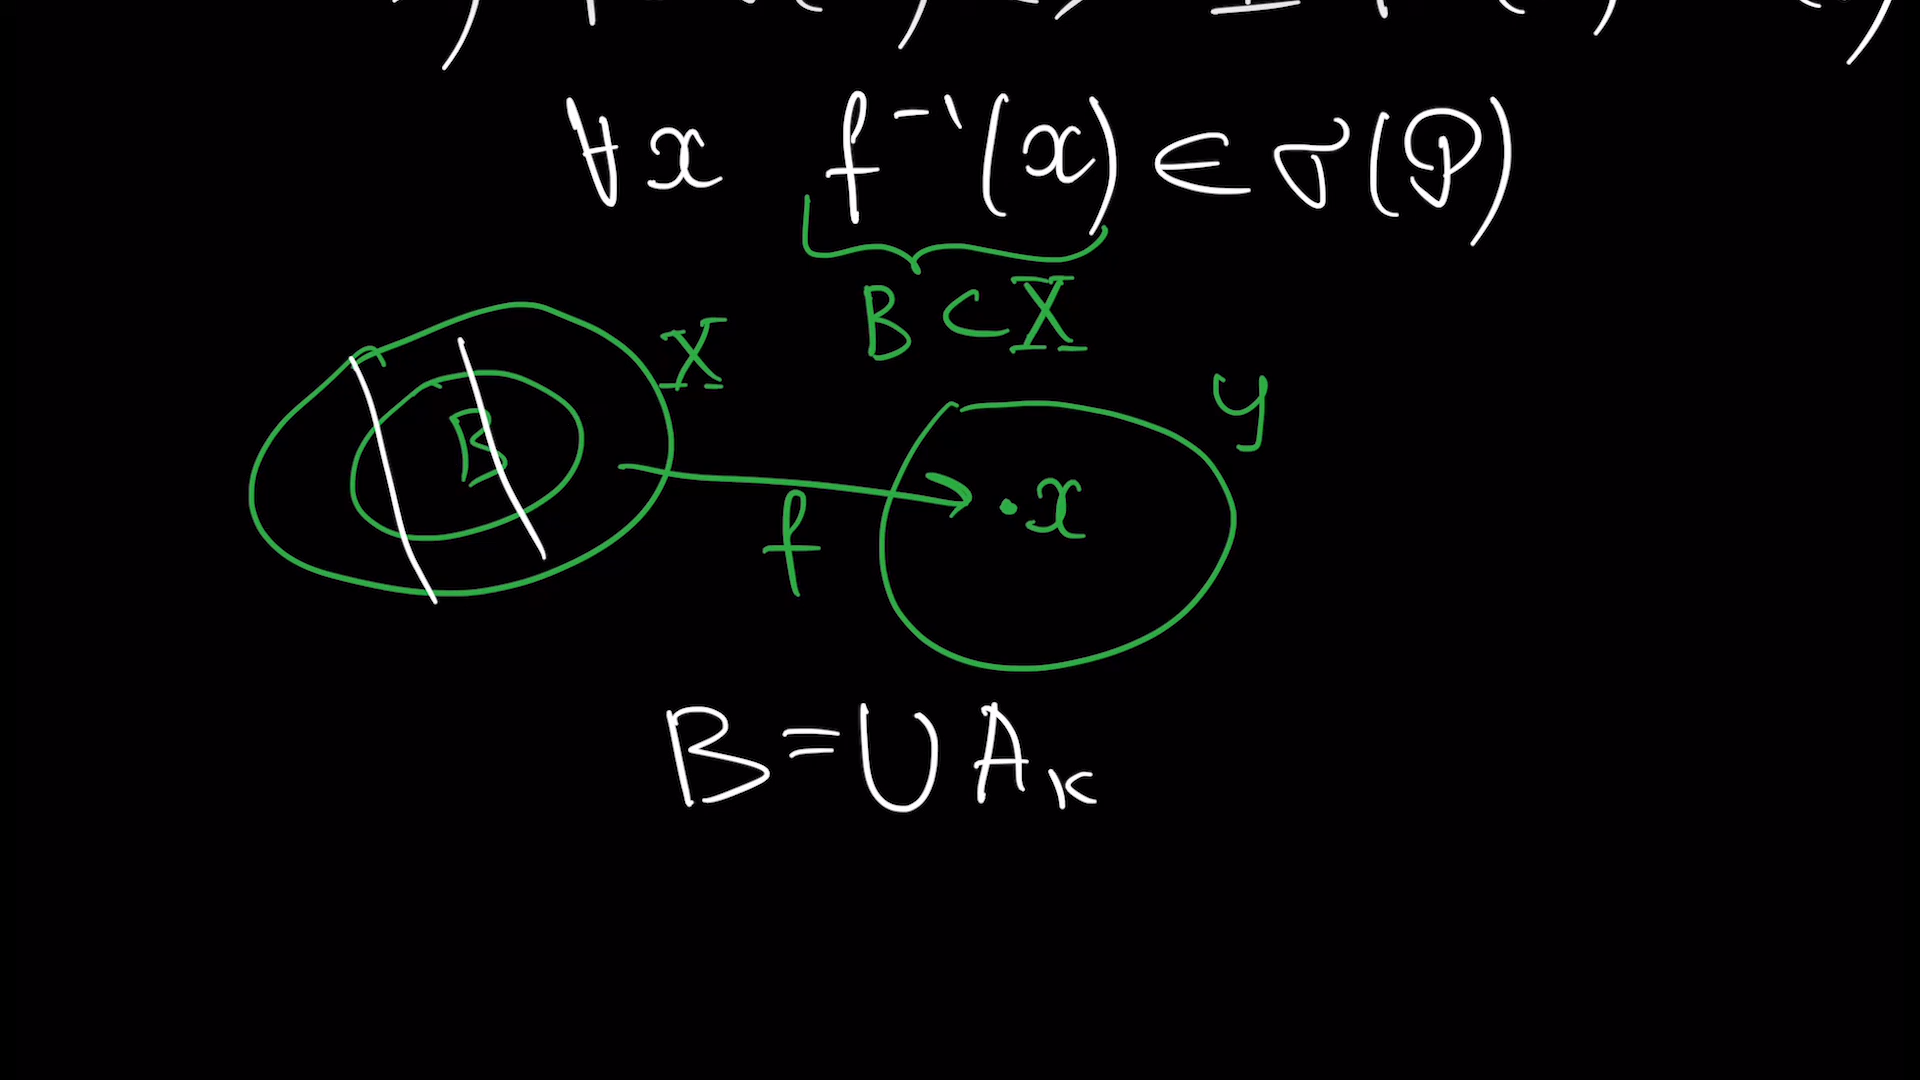 ∀x f⁻¹(x) ∈ σ(P)
B ⊂ X
X
y
B
.x
f
B = ∪ Aₖ